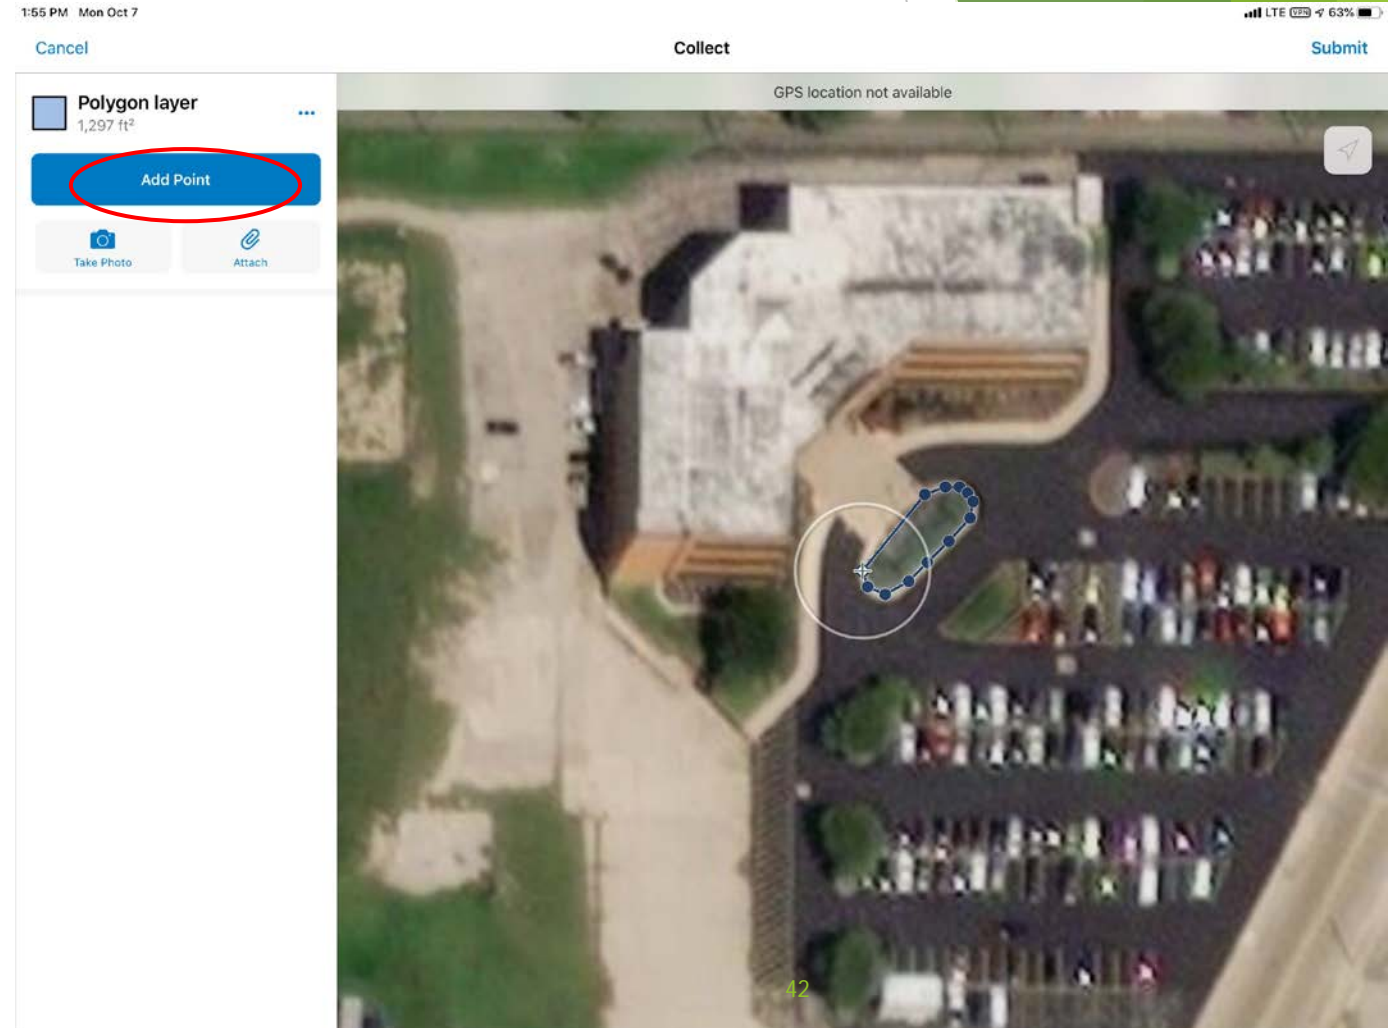 1:55 PM Mon Oct 7
LTE VPN 63%
Cancel
Collect
Submit
Polygon layer
1,297 ft²
GPS location not available
Add Point
Take Photo
Attach
42